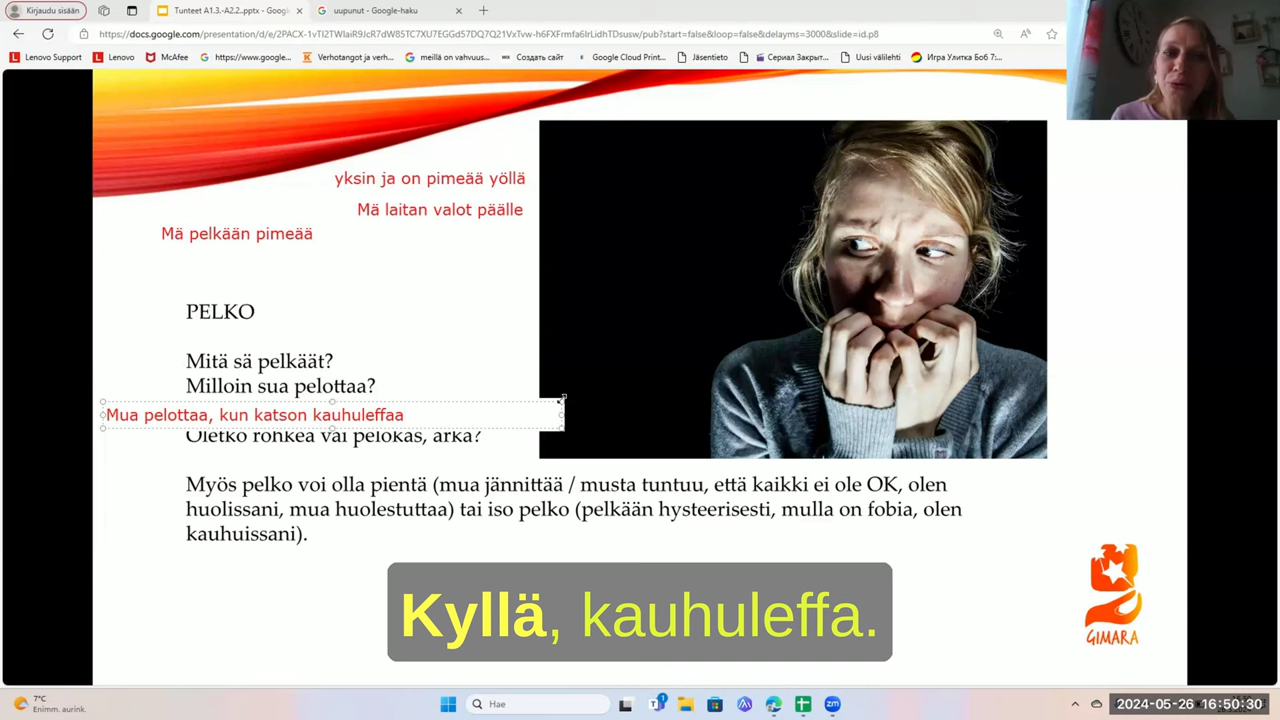 Kirjaudu sisään
Tunteet A1.3.-A2.2..pptx - Google
uupunut - Google-haku
https://docs.google.com/presentation/d/e/2PACX-1vTI2TWlaiR9JcR7dW85TC7XU7EGGd57DQ7Q21VxTvw-h6FXFrmfa6lrLidhTDsusw/pub?start=false&loop=false&delayms=3000&slide=id.p8
Lenovo Support
Lenovo
McAfee
https://www.google...
Verhotangot ja verh...
meillä on vahvuus...
Создать сайт
Google Cloud Print...
Jäsentieto
Сериал Закрыт...
Uusi välilehti
Игра Улитка Боб 7:...
yksin ja on pimeää yöllä
Mä laitan valot päälle
Mä pelkään pimeää
PELKO
Mitä sä pelkäät?
Milloin sua pelottaa?
Mua pelottaa, kun katson kauhuleffaa
Oletko rohkea vai pelokas, arka?
Myös pelko voi olla pientä (mua jännittää / musta tuntuu, että kaikki ei ole OK, olen
huolissani, mua huolestuttaa) tai iso pelko (pelkään hysteerisesti, mulla on fobia, olen
kauhuissani).
Kyllä, kauhuleffa.
GIMARA
7°C
Enimm. aurink.
Hae
2024-05-26 16:50:30